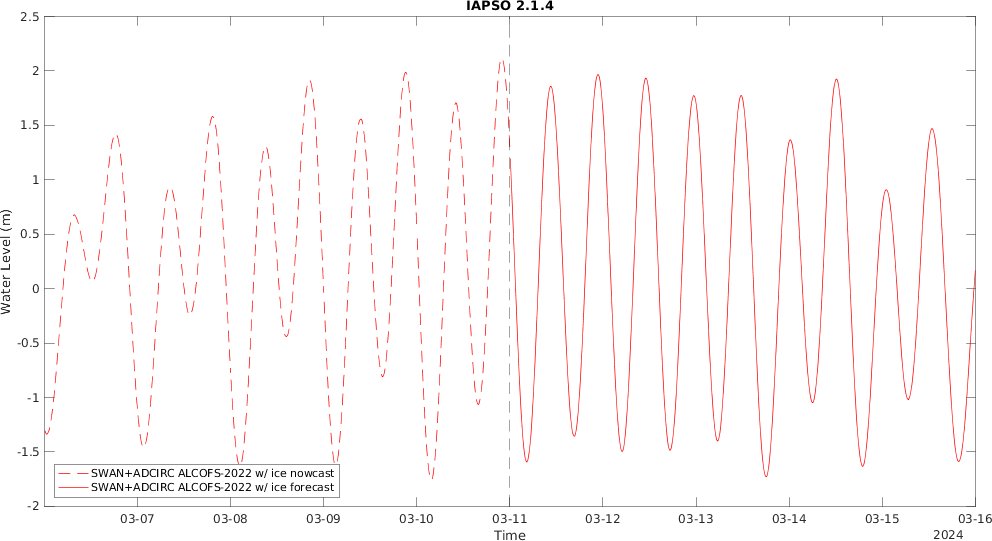 IAPSO 2.1.4
2.5
2
1.5
1
0.5
0
-0.5
-1
-1.5
-2
Water Level (m)
SWAN+ADCIRC ALCOFS-2022 w/ ice nowcast
SWAN+ADCIRC ALCOFS-2022 w/ ice forecast
03-07 03-08 03-09 03-10 03-11 03-12 03-13 03-14 03-15 03-16
Time
2024